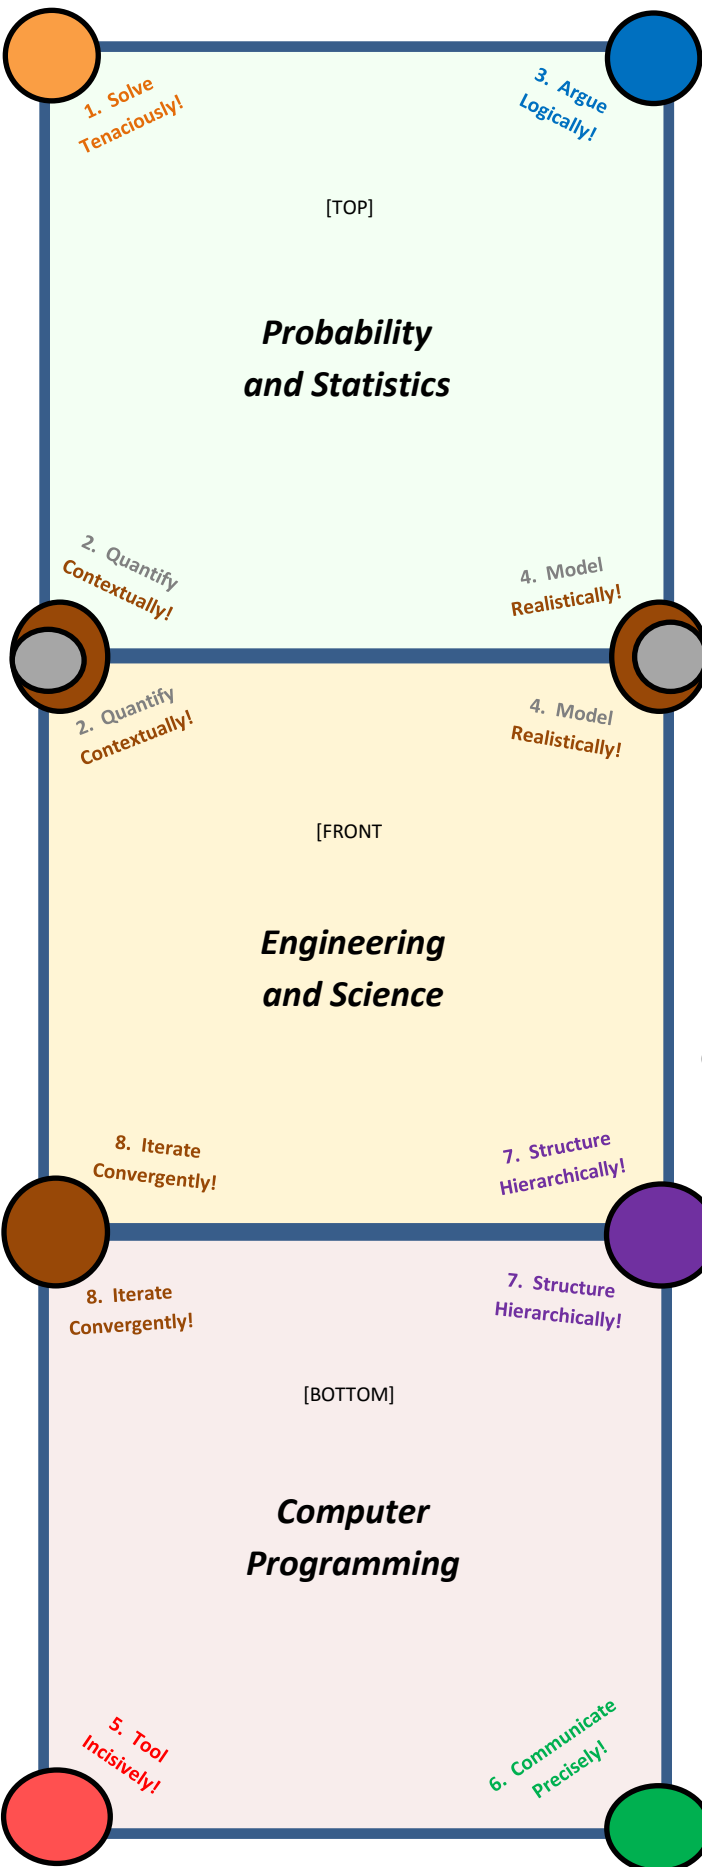 1. Solve
Tenaciously!
3. Argue
Logically!
[TOP]
Probability
and Statistics
2. Quantify
Contextually!
4. Model
Realistically!
2. Quantify
Contextually!
4. Model
Realistically!
[FRONT
Engineering
and Science
8. Iterate
Convergently!
7. Structure
Hierarchically!
8. Iterate
Convergently!
7. Structure
Hierarchically!
[BOTTOM]
Computer
Programming
5. Tool
Incisively!
6. Communicate
Precisely!